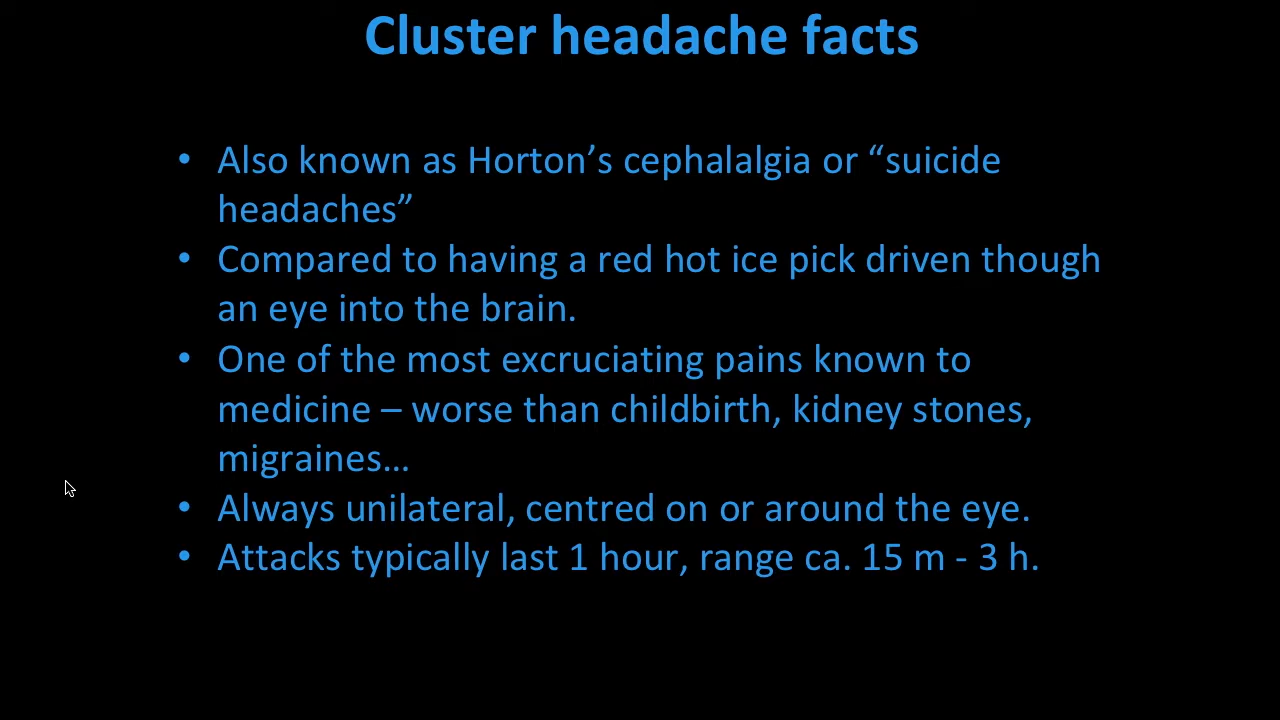 Cluster headache facts
• Also known as Horton’s cephalalgia or “suicide
headaches”
• Compared to having a red hot ice pick driven though
an eye into the brain.
• One of the most excruciating pains known to
medicine – worse than childbirth, kidney stones,
migraines…
• Always unilateral, centred on or around the eye.
• Attacks typically last 1 hour, range ca. 15 m - 3 h.